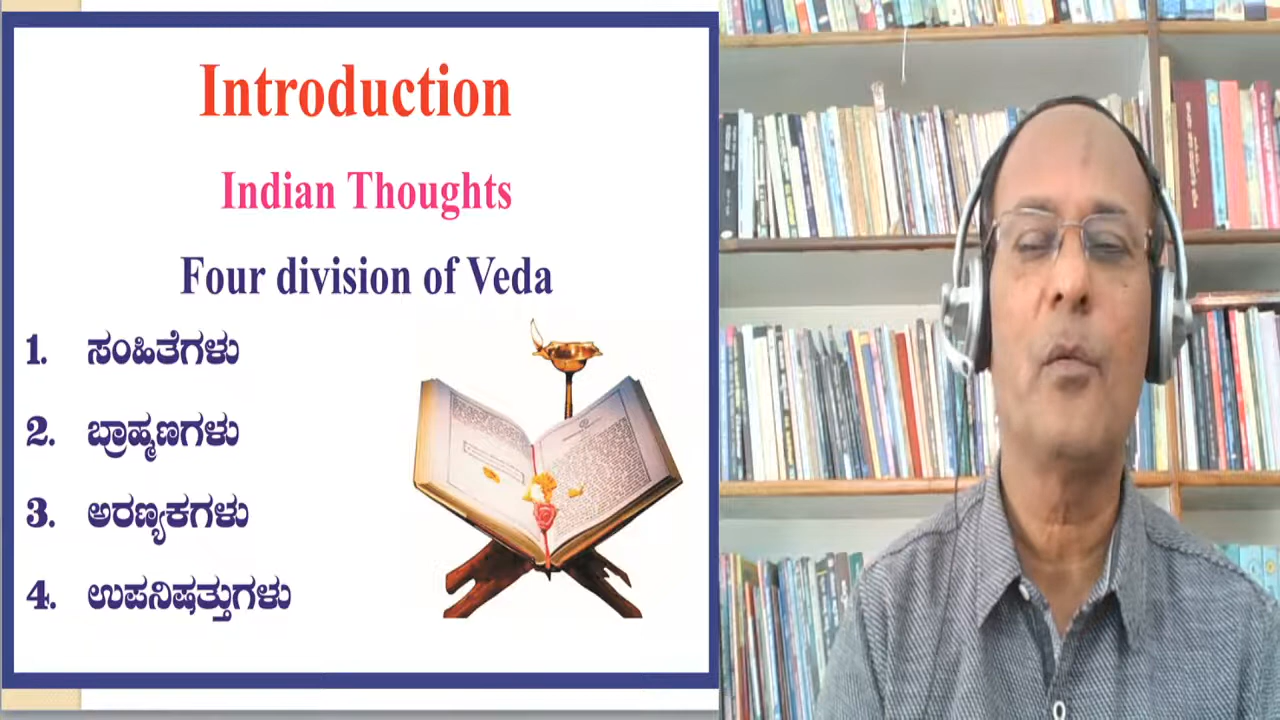 Introduction
Indian Thoughts
Four division of Veda
1. ಸಂಹಿತೆಗಳು
2. ಬ್ರಾಹ್ಮಣಗಳು
3. ಅರಣ್ಯಕಗಳು
4. ಉಪನಿಷತ್ತುಗಳು